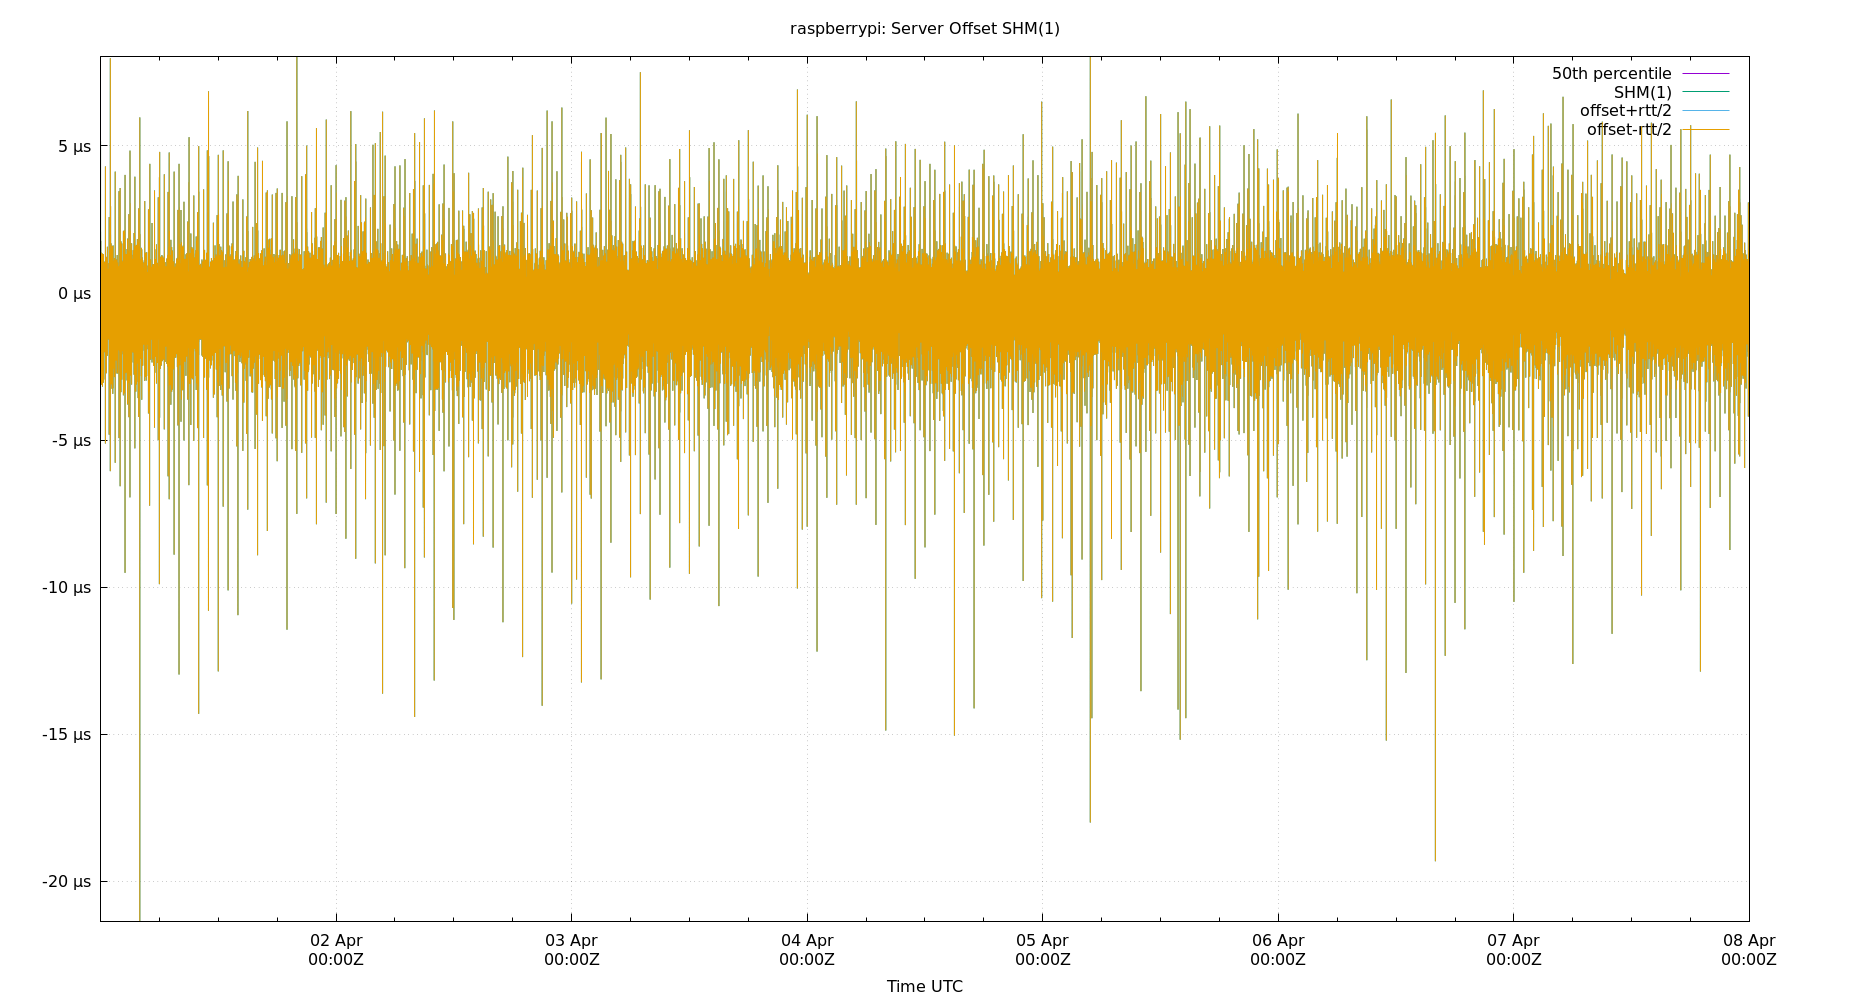 raspberrypi: Server Offset SHM(1)
50th percentile
SHM(1)
offset+rtt/2
offset-rtt/2
5 µs
0 µs
-5 µs
-10 µs
-15 µs
-20 µs
02 Apr 03 Apr 04 Apr 05 Apr 06 Apr 07 Apr 08 Apr
00:00Z 00:00Z 00:00Z 00:00Z 00:00Z 00:00Z 00:00Z
Time UTC